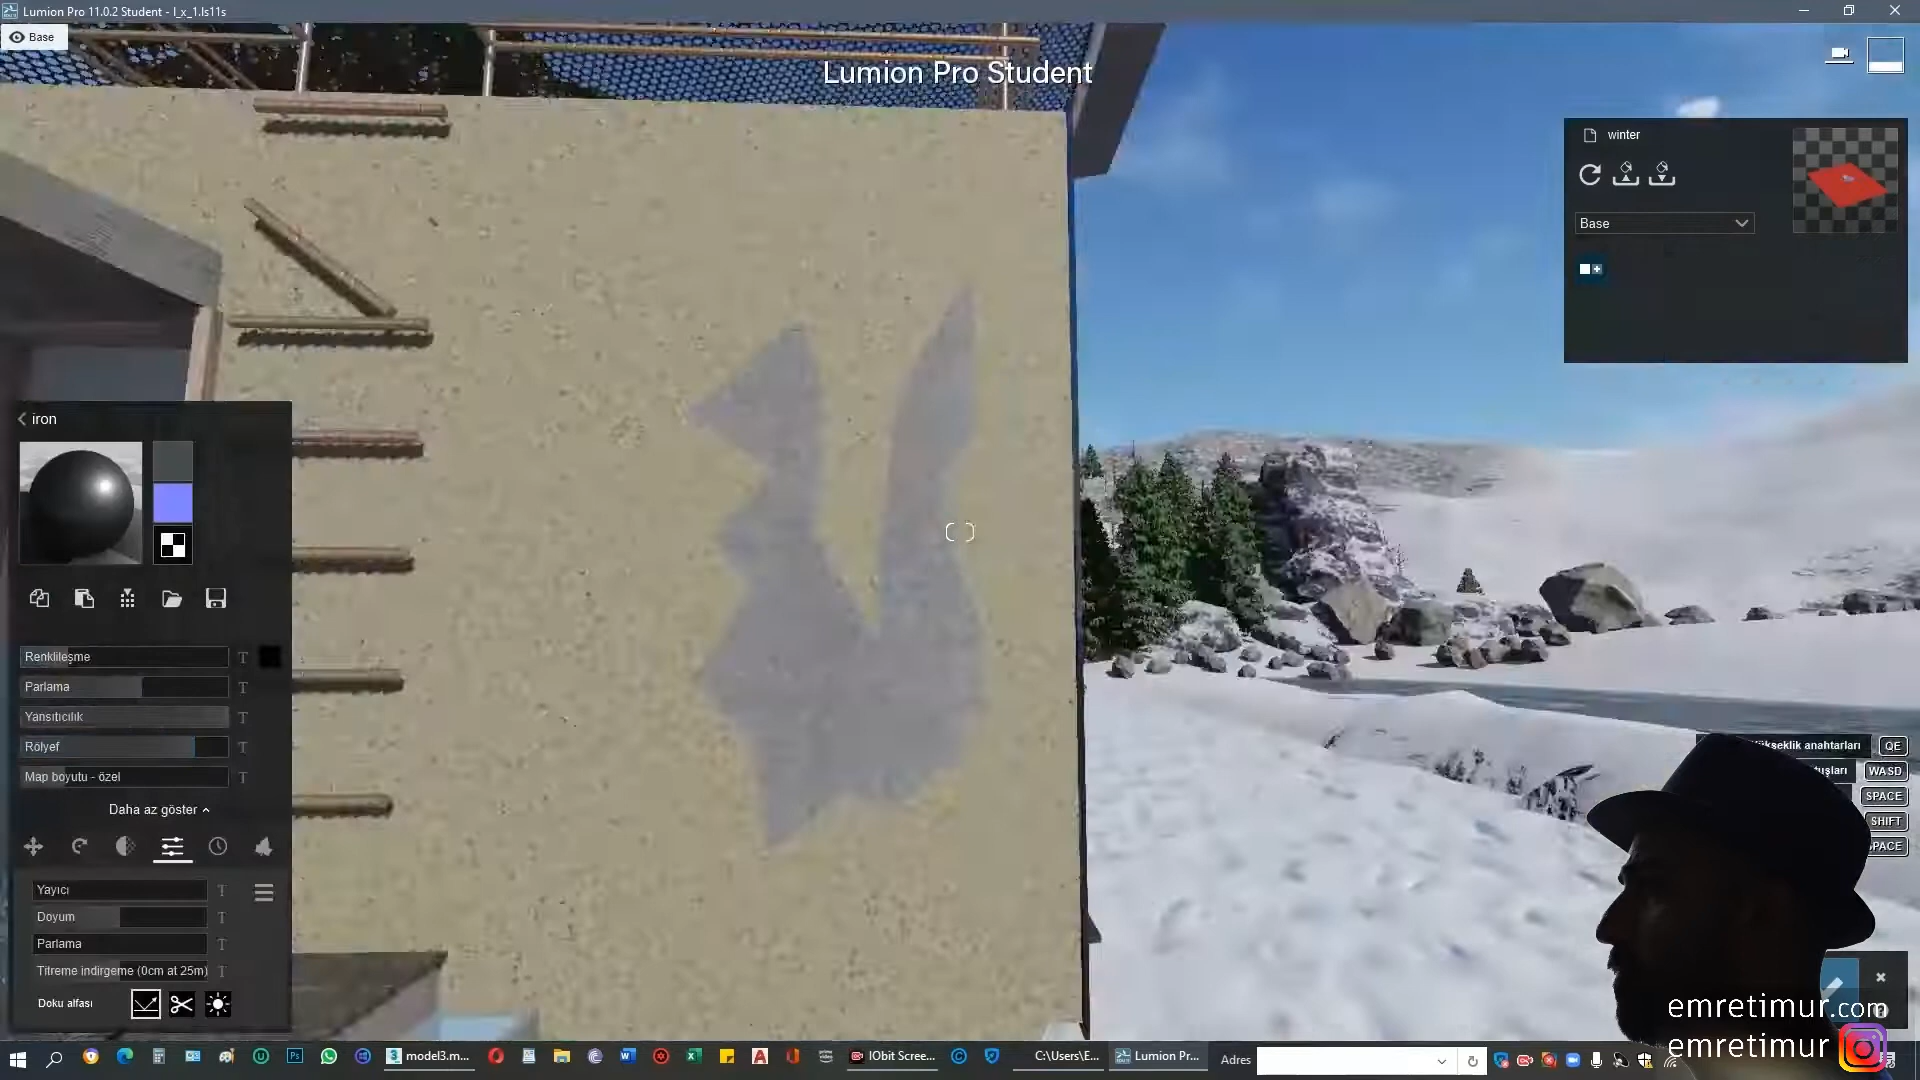 Lumion Pro 11.0.2 Student - l_x_1.ls11s
Base
Lumion Pro Student
winter
Base
iron
Renklileşme
T
Parlama
T
Yansıtıcılık
T
Rölyef
T
Map boyutu - özel
T
Daha az göster
Yayıcı
T
Doyum
T
Parlama
T
Titreme indirgeme (0cm at 25m)
T
Doku alfası
anahtarları QE
WASD
SPACE
SHIFT
SPACE
emretimur.com
emretimur
model3.m...
IObit Scree...
C:\Users\E...
Lumion Pr...
Adres